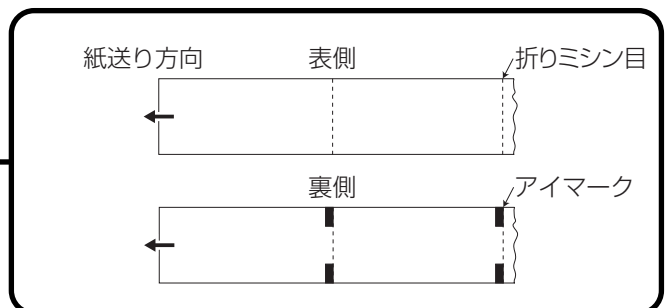 紙送り方向
表側
折りミシン目
裏側
アイマーク